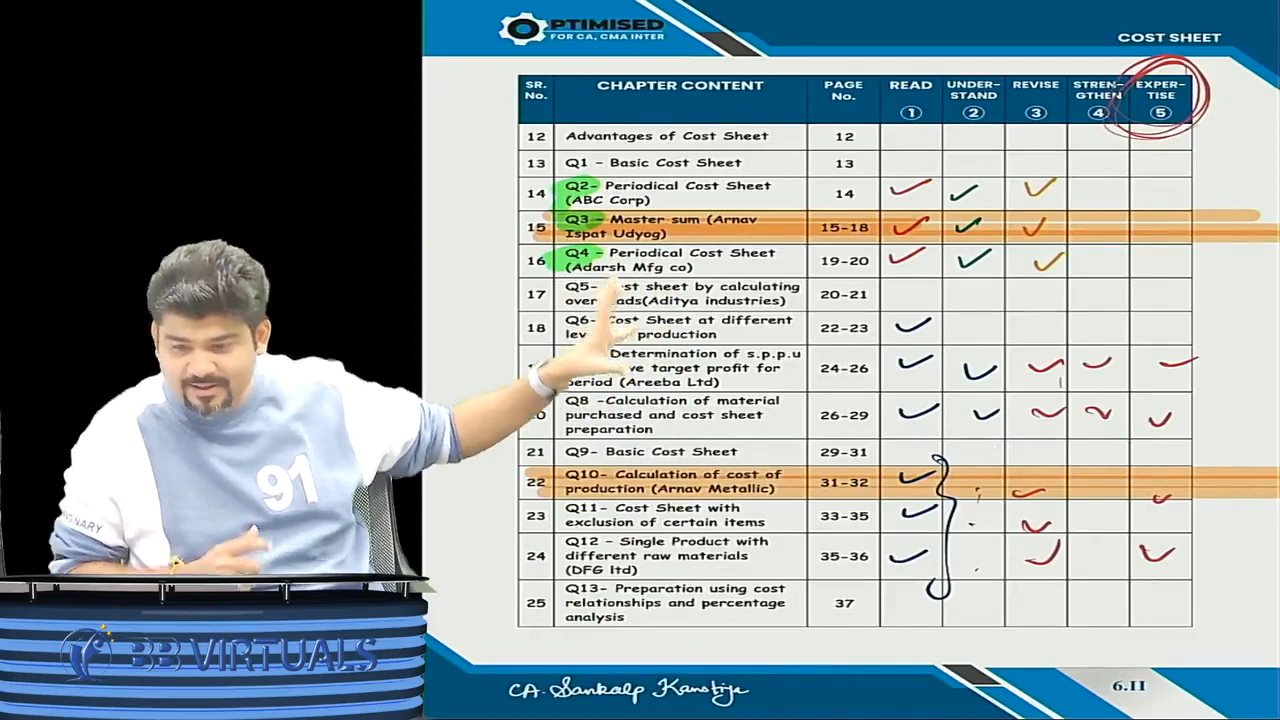 PTIMISED
FOR CA, CMA INTER
COST SHEET
SR. No. CHAPTER CONTENT PAGE No. READ ① UNDER-STAND ② REVISE ③ STREN-GTHEN ④ EXPER-TISE ⑤
12 Advantages of Cost Sheet 12
13 Q1 - Basic Cost Sheet 13
14 Q2- Periodical Cost Sheet 14
(ABC Corp)
15 Q3 - Master sum (Arnav 15-18
Ispat Udyog)
16 Q4 - Periodical Cost Sheet 19-20
(Adarsh Mfg co)
17 Q5- sheet by calculating 20-21
(Aditya industries)
18 Q6- Cost Sheet at different 22-23
production
Determination of s.p.p.u 24-26
target profit for
period (Areeba Ltd)
Q8 -Calculation of material 26-29
purchased and cost sheet
preparation
21 Q9- Basic Cost Sheet 29-31
22 Q10- Calculation of cost of 31-32
production (Arnav Metallic)
23 Q11- Cost Sheet with 33-35
exclusion of certain items
24 Q12 - Single Product with 35-36
different raw materials
(DFG ltd)
25 Q13- Preparation using cost 37
relationships and percentage
analysis
91
BB VIRTUALS
CA. Sankalp Kanstiya
6.11